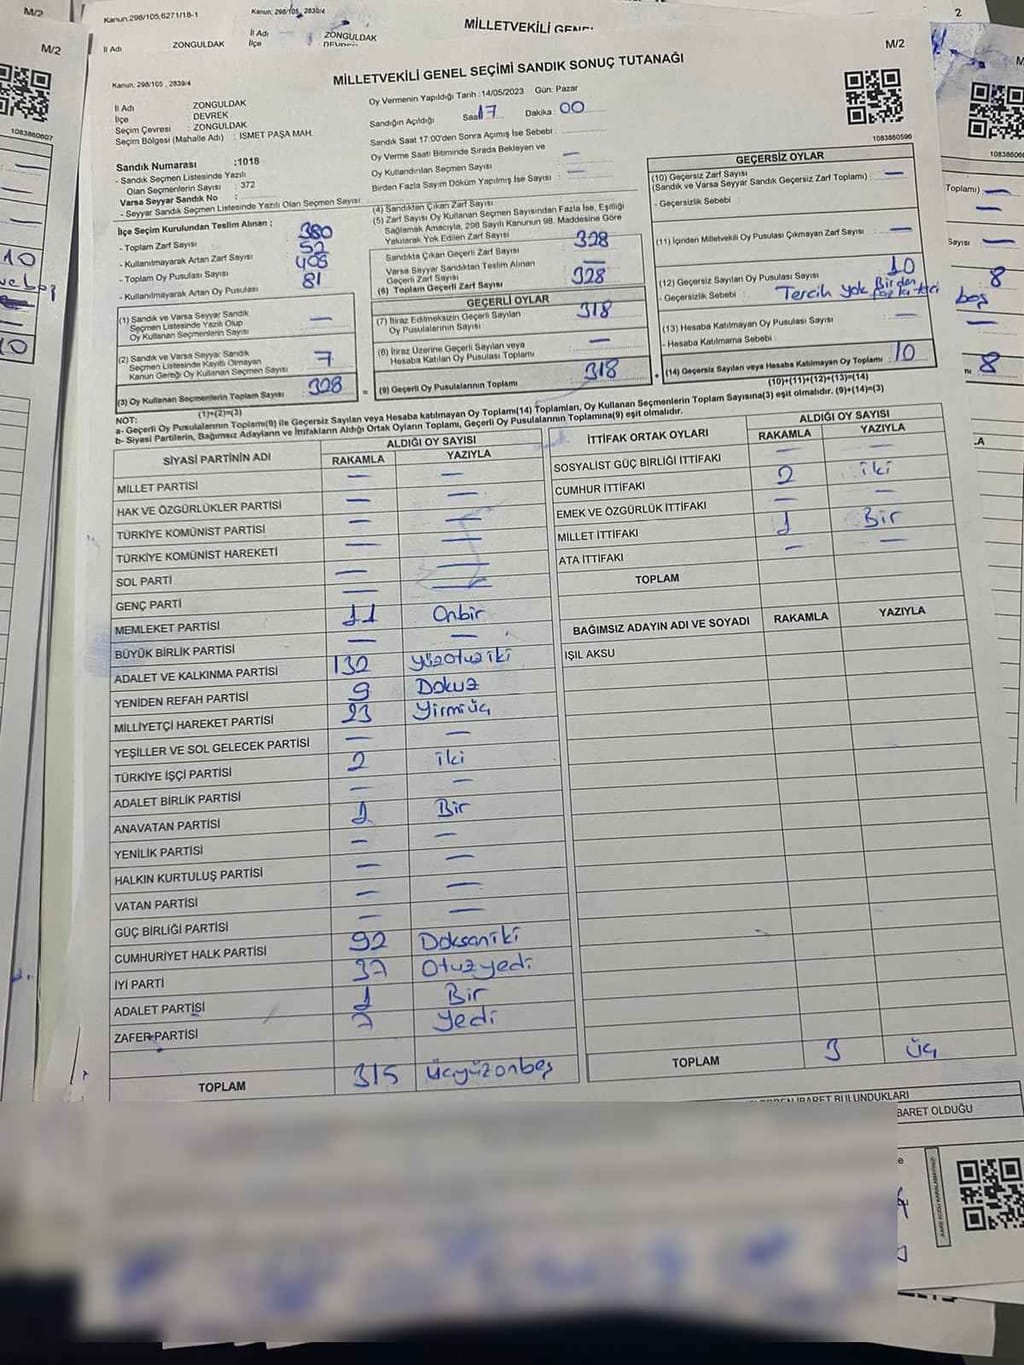 M/2
Kanun,298/105,6271/18-1
Kanun, 298/105, 2839/4
MİLLETVEKİLİ GENEL
2
M/2
İl Adı ZONGULDAK
İl Adı ZONGULDAK
İlçe
M/2
Kanun, 298/105 , 2839/4
MİLLETVEKİLİ GENEL SEÇİMİ SANDIK SONUÇ TUTANAĞI
İl Adı : ZONGULDAK
İlçe : DEVREK
Seçim Çevresi : ZONGULDAK
Seçim Bölgesi (Mahalle Adı) : İSMET PAŞA MAH.
Oy Vermenin Yapıldığı Tarih : 14/05/2023 Gün: Pazar
Sandığın Açıldığı Saat 17 Dakika : 00
Sandık Saat 17:00'den Sonra Açımış İse Sebebi :
Oy Verme Saati Bitiminde Sırada Bekleyen ve
Oy Kullandırılan Seçmen Sayısı : —
Birden Fazla Sayım Döküm Yapılmış İse Sayısı : —
1083860607
1083860596
Sandık Numarası :1018
- Sandık Seçmen Listesinde Yazılı
Olan Seçmenlerin Sayısı : 372
Varsa Seyyar Sandık No :
- Seyyar Sandık Seçmen Listesinde Yazılı Olan Seçmen Sayısı:
İlçe Seçim Kurulundan Teslim Alınan ;
- Toplam Zarf Sayısı : 380
- Kullanılmayarak Artan Zarf Sayısı : 52
- Toplam Oy Pusulası Sayısı :
- Kullanılmayarak Artan Oy Pusulası : 81
(1) Sandık ve Varsa Seyyar Sandık
Seçmen Listesinde Yazılı Olup
Oy Kullanan Seçmenlerin Sayısı —
(2) Sandık ve Varsa Seyyar Sandık
Seçmen Listesinde Kayıtlı Olmayan
Kanun Gereği Oy Kullanan Seçmen Sayısı 7
(3) Oy Kullanan Seçmenlerin Toplam Sayısı 328
(1)+(2)=(3)
(4) Sandıktan Çıkan Zarf Sayısı
(5) Zarf Sayısı Oy Kullanan Seçmen Sayısından Fazla İse, Eşitliği
Sağlamak Amacıyla, 298 Sayılı Kanunun 98. Maddesine Göre
Yakılarak Yok Edilen Zarf Sayısı
Sandıkta Çıkan Geçerli Zarf Sayısı 328
Varsa Seyyar Sandıktan Teslim Alınan
Geçerli Zarf Sayısı —
(6) Toplam Geçerli Zarf Sayısı 328
GEÇERLİ OYLAR
(7) İtiraz Edilmeksizin Geçerli Sayılan
Oy Pusulalarının Sayısı 318
(8) İtiraz Üzerine Geçerli Sayılan veya
Hesaba Katılan Oy Pusulası Toplamı —
= (9) Geçerli Oy Pusulalarının Toplamı 318
GEÇERSİZ OYLAR
(10) Geçersiz Zarf Sayısı
(Sandık ve Varsa Seyyar Sandık Geçersiz Zarf Toplamı) : —
- Geçersizlik Sebebi :
(11) İçinden Milletvekili Oy Pusulası Çıkmayan Zarf Sayısı : —
(12) Geçersiz Sayılan Oy Pusulası Sayısı : 10
- Geçersizlik Sebebi : Tercih yok
boş
(13) Hesaba Katılmayan Oy Pusulası Sayısı : —
- Hesaba Katılmama Sebebi :
+ (14) Geçersiz Sayılan veya Hesaba Katılmayan Oy Toplamı : 10
(10)+(11)+(12)+(13)=(14)
NOT:
a- Geçerli Oy Pusulalarının Toplamı(9) ile Geçersiz Sayılan veya Hesaba katılmayan Oy Toplamı(14) Toplamları, Oy Kullanan Seçmenlerin Toplam Sayısına(3) eşit olmalıdır. (9)+(14)=(3)
b- Siyasi Partilerin, Bağımsız Adayların ve İttifakların Aldığı Ortak Oyların Toplamı, Geçerli Oy Pusulalarının Toplamına(9) eşit olmalıdır.
SİYASİ PARTİNİN ADI ALDIĞI OY SAYISI
RAKAMLA YAZIYLA
MİLLET PARTİSİ — —
HAK VE ÖZGÜRLÜKLER PARTİSİ — —
TÜRKİYE KOMÜNİST PARTİSİ — —
TÜRKİYE KOMÜNİST HAREKETİ — —
SOL PARTİ — —
GENÇ PARTİ — —
MEMLEKET PARTİSİ 11 Onbir
BÜYÜK BİRLİK PARTİSİ — —
ADALET VE KALKINMA PARTİSİ 132 yüzotuziki
YENİDEN REFAH PARTİSİ 9 Dokuz
MİLLİYETÇİ HAREKET PARTİSİ 23 Yirmiüç
YEŞİLLER VE SOL GELECEK PARTİSİ — —
TÜRKİYE İŞÇİ PARTİSİ 2 iki
ADALET BİRLİK PARTİSİ — —
ANAVATAN PARTİSİ 1 Bir
YENİLİK PARTİSİ — —
HALKIN KURTULUŞ PARTİSİ — —
VATAN PARTİSİ — —
GÜÇ BİRLİĞİ PARTİSİ — —
CUMHURİYET HALK PARTİSİ 92 Doksaniki
İYİ PARTİ 37 Otuzyedi
ADALET PARTİSİ 1 Bir
ZAFER PARTİSİ 7 yedi
TOPLAM 315 üçyüzonbeş
İTTİFAK ORTAK OYLARI ALDIĞI OY SAYISI
RAKAMLA YAZIYLA
SOSYALİST GÜÇ BİRLİĞİ İTTİFAKI — —
CUMHUR İTTİFAKI 2 iki
EMEK VE ÖZGÜRLÜK İTTİFAKI — —
MİLLET İTTİFAKI 1 Bir
ATA İTTİFAKI — —
TOPLAM
BAĞIMSIZ ADAYIN ADI VE SOYADI RAKAMLA YAZIYLA
IŞIL AKSU
TOPLAM 3 üç
İBARET BULUNDUKLARI
BARET OLDUĞU
Toplamı)
Sayısı
8
8
10